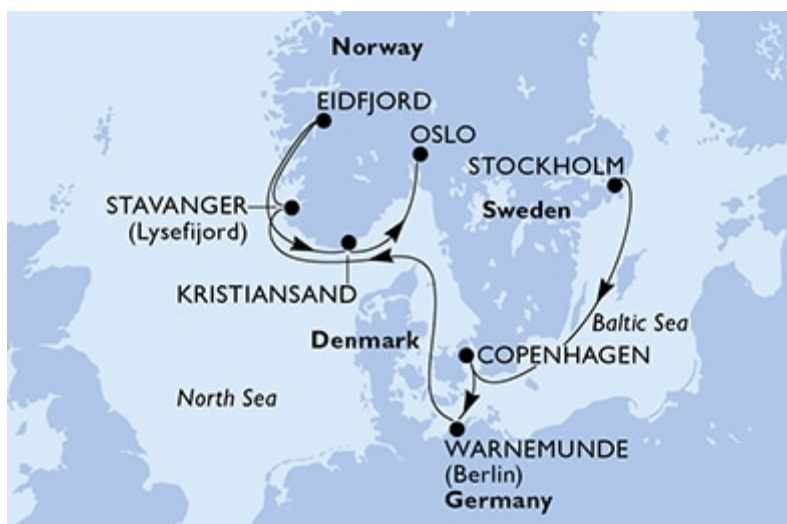 Norway
EIDFJORD
OSLO
STOCKHOLM
STAVANGER
(Lysefijord)
Sweden
KRISTIANSAND
Baltic Sea
Denmark
COPENHAGEN
North Sea
WARNEMUNDE
(Berlin)
Germany